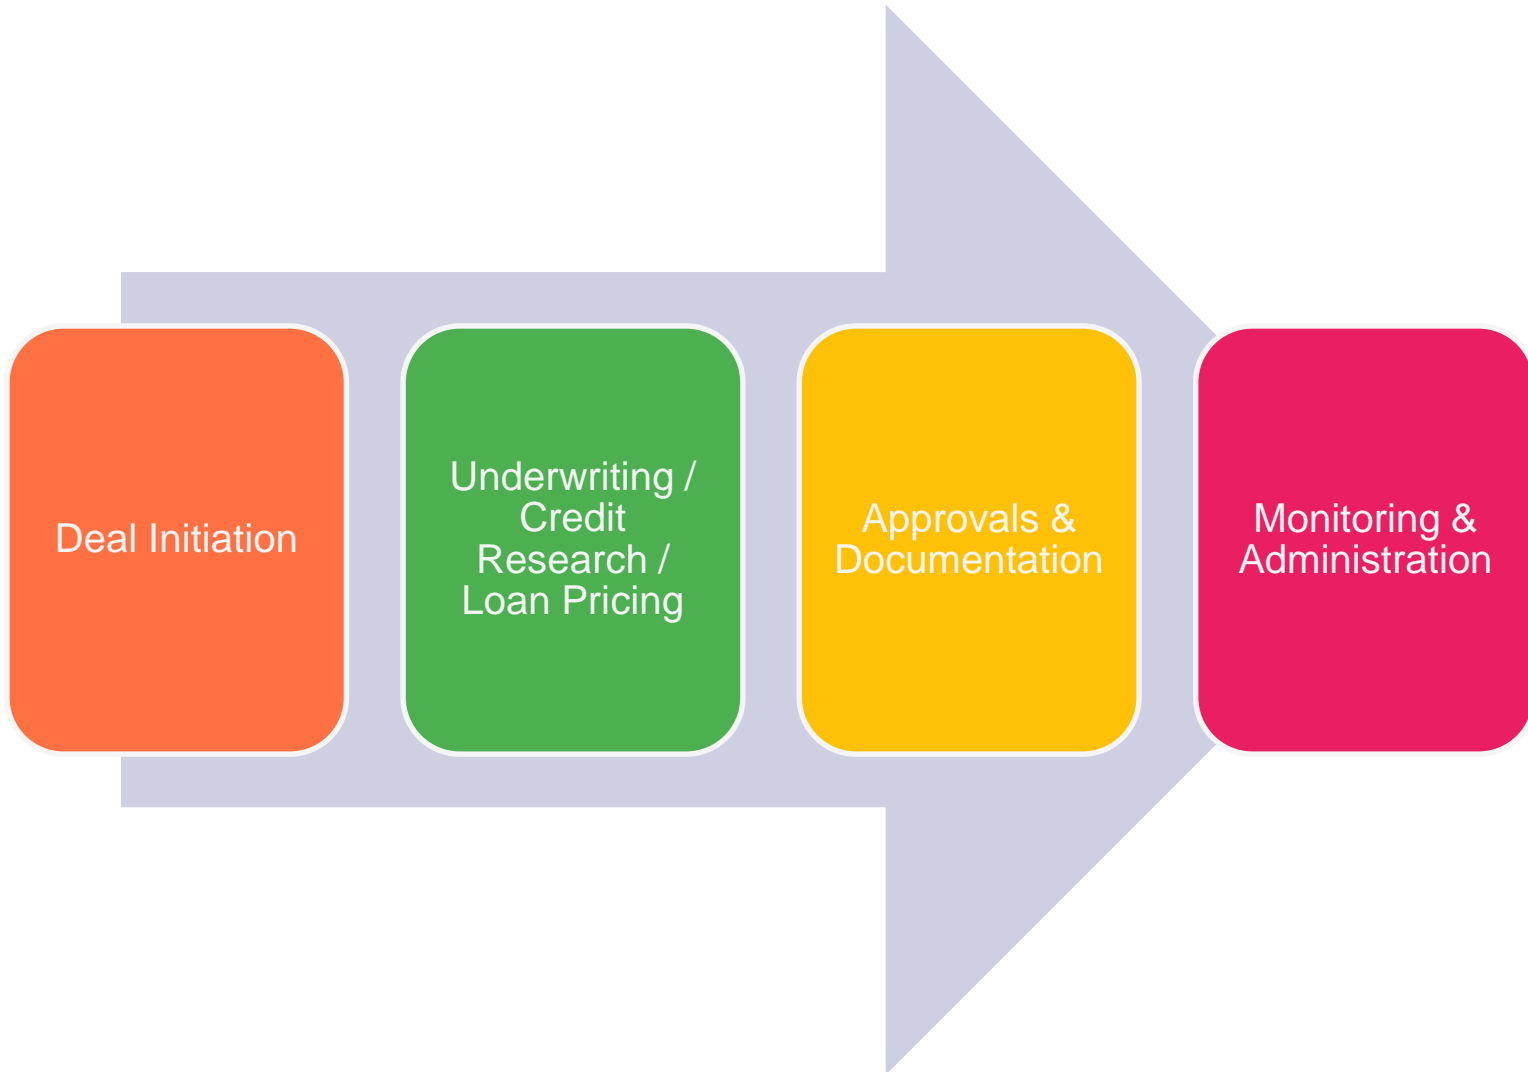 Deal Initiation
Underwriting /
Credit
Research /
Loan Pricing
Approvals &
Documentation
Monitoring &
Administration